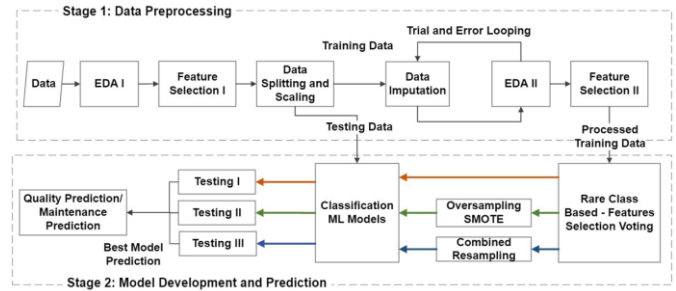 Stage 1: Data Preprocessing
Trial and Error Looping
Training Data
Data
EDA I
Feature
Selection I
Data
Splitting and
Scaling
Data
Imputation
EDA II
Feature
Selection II
Testing Data
Processed
Training Data
Quality Prediction/
Maintenance
Prediction
Testing I
Testing II
Testing III
Best Model
Prediction
Classification
ML Models
Oversampling
SMOTE
Combined
Resampling
Rare Class
Based - Features
Selection Voting
Stage 2: Model Development and Prediction